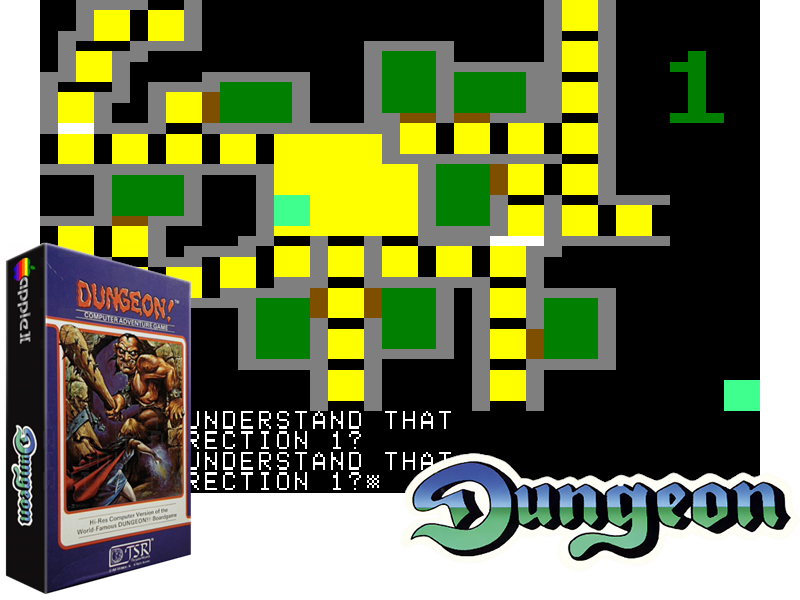 1
UNDERSTAND THAT
RECTION 1?
UNDERSTAND THAT
RECTION 1?
apple II
Dungeon
DUNGEON!™
COMPUTER ADVENTURE GAME
Hi-Res Computer Version of the
World-Famous DUNGEON!™ Boardgame
TSR
Dungeon